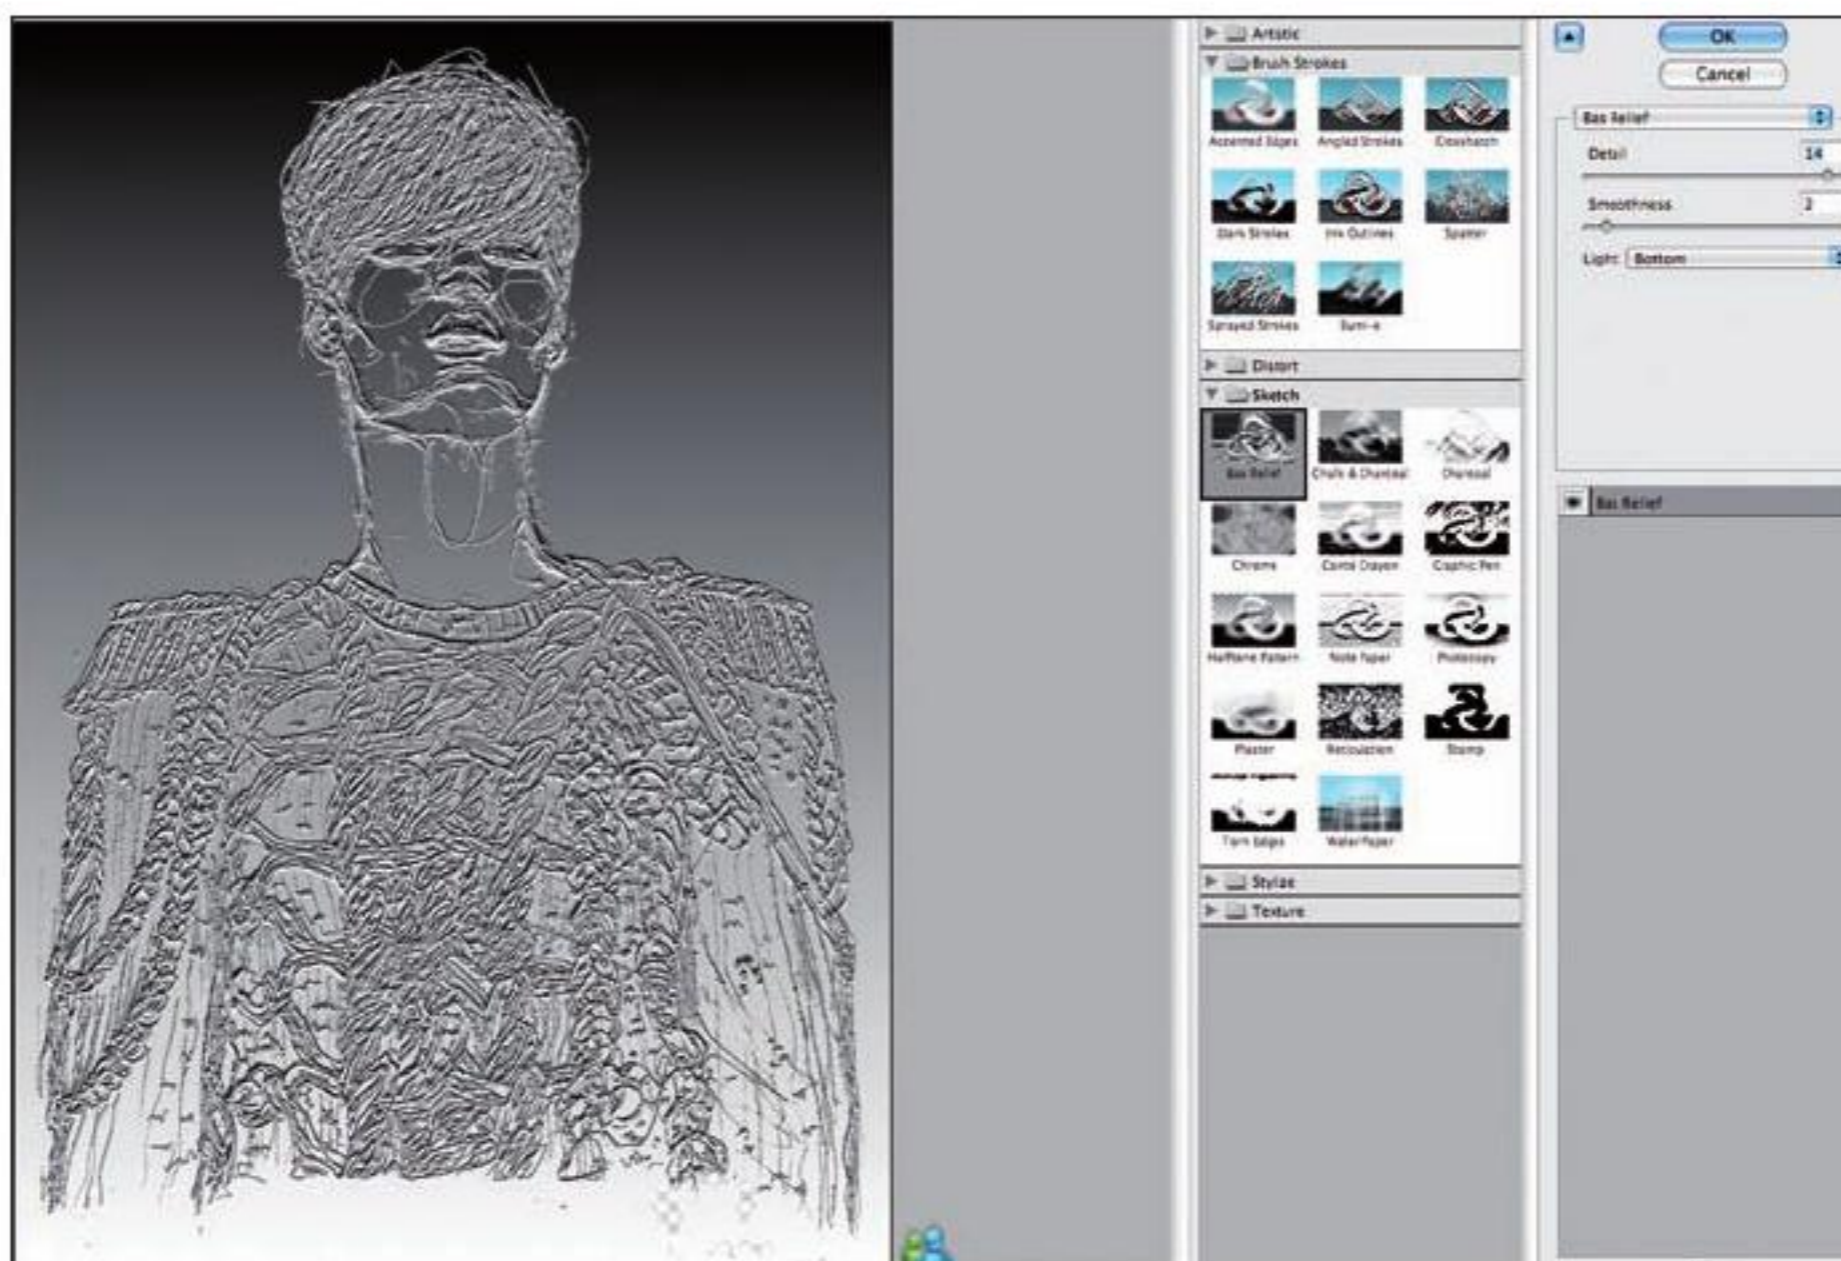 Artistic
Brush Strokes
Accented Edges Angled Strokes Crosshatch
Dark Strokes Ink Outlines Spatter
Sprayed Strokes Sumi-e
Distort
Sketch
Bas Relief Chalk & Charcoal Charcoal
Chrome Conté Crayon Graphic Pen
Halftone Pattern Note Paper Photocopy
Plaster Reticulation Stamp
Torn Edges Water Paper
Stylize
Texture
OK
Cancel
Bas Relief
Detail 14
Smoothness 2
Light: Bottom
Bas Relief